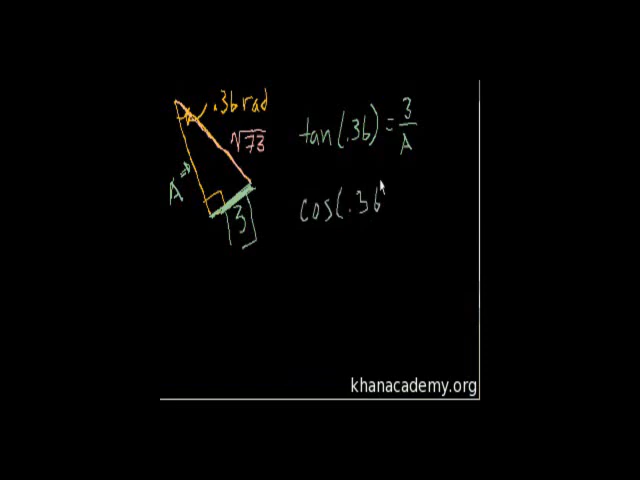 .36 rad
√73
tan(.36) = 3/A
A
3
cos(.36
khanacademy.org